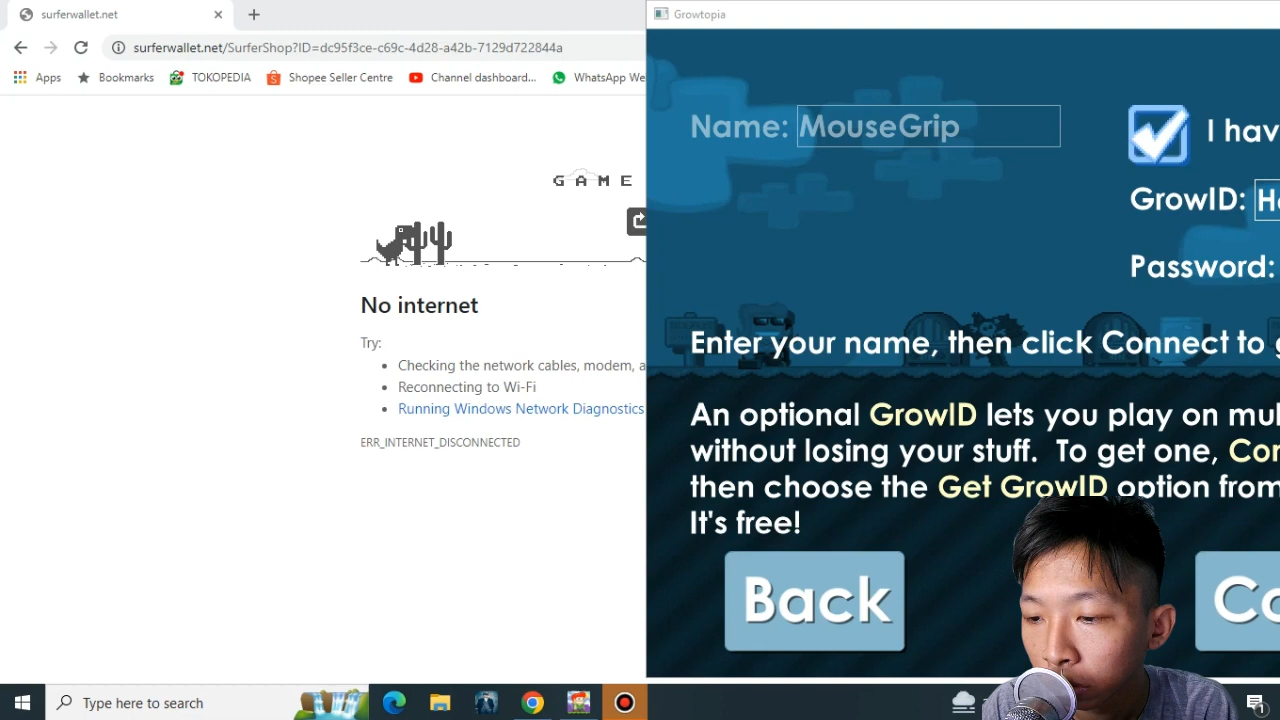 surferwallet.net
surferwallet.net/SurferShop?ID=dc95f3ce-c69c-4d28-a42b-7129d722844a
Apps
Bookmarks
TOKOPEDIA
Shopee Seller Centre
Channel dashboard...
WhatsApp We
GAME
No internet
Try:
Checking the network cables, modem, a
Reconnecting to Wi-Fi
Running Windows Network Diagnostics
ERR_INTERNET_DISCONNECTED
Growtopia
Name: MouseGrip
I hav
GrowID: He
Password:
Enter your name, then click Connect to g
An optional GrowID lets you play on mul
without losing your stuff. To get one, Con
then choose the Get GrowID option from
It's free!
Back
Co
Type here to search
1